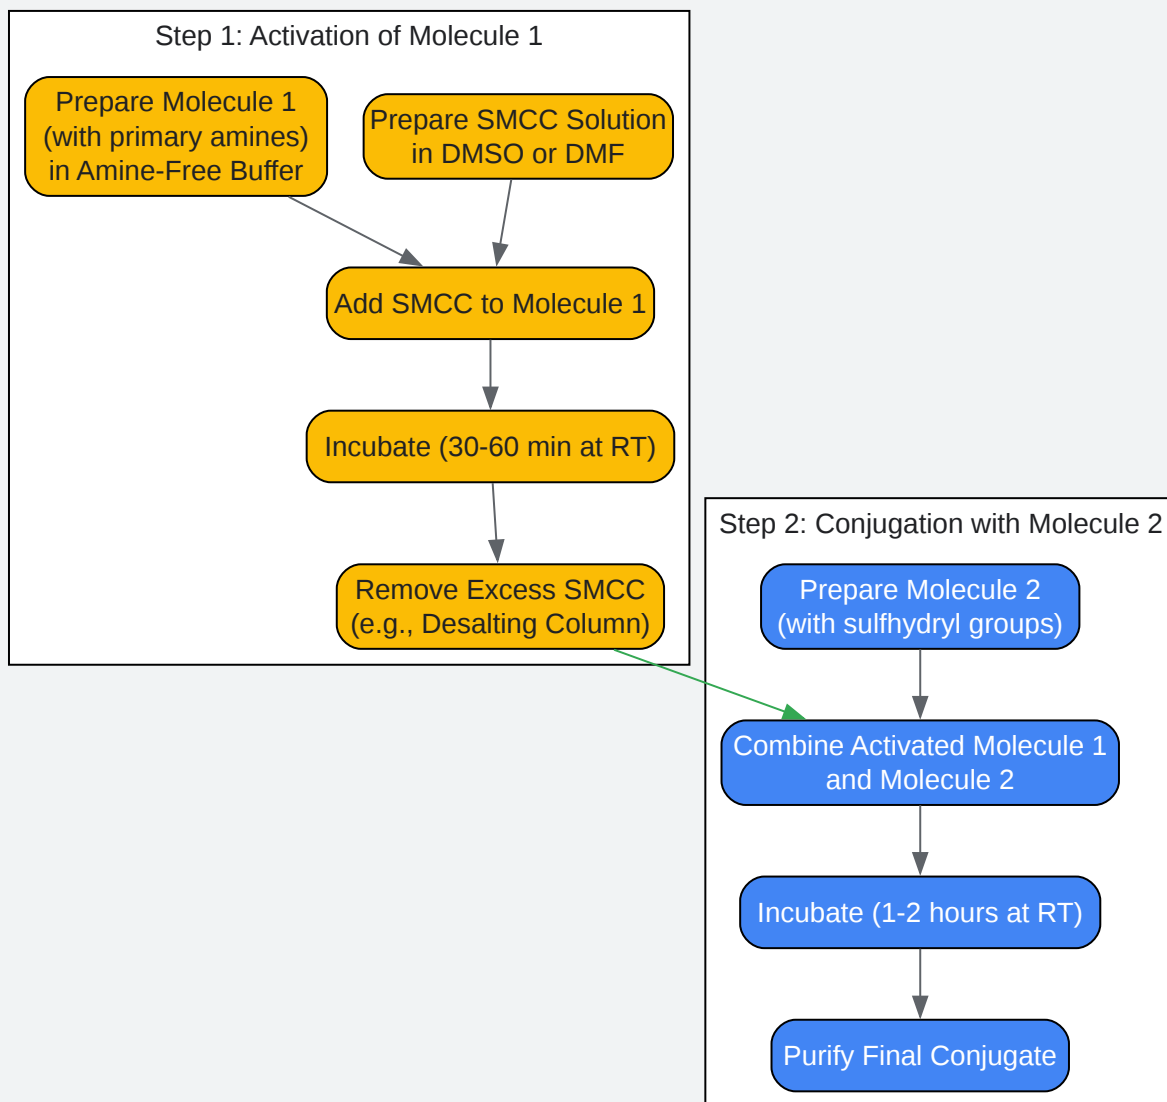 Step 1: Activation of Molecule 1
Prepare Molecule 1
(with primary amines)
in Amine-Free Buffer
Prepare SMCC Solution
in DMSO or DMF
Add SMCC to Molecule 1
Incubate (30-60 min at RT)
Remove Excess SMCC
(e.g., Desalting Column)
Step 2: Conjugation with Molecule 2
Prepare Molecule 2
(with sulfhydryl groups)
Combine Activated Molecule 1
and Molecule 2
Incubate (1-2 hours at RT)
Purify Final Conjugate